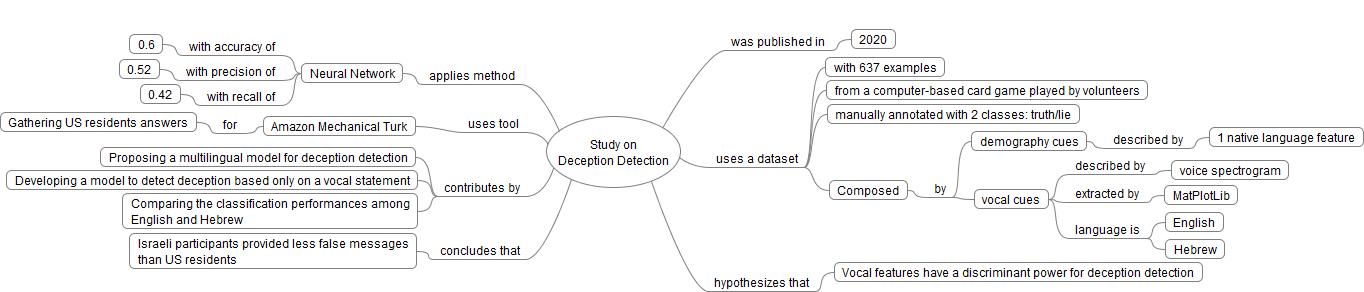 Study on
Deception Detection
was published in
2020
uses a dataset
with 637 examples
from a computer-based card game played by volunteers
manually annotated with 2 classes: truth/lie
Composed
by
demography cues
described by
1 native language feature
vocal cues
described by
voice spectrogram
extracted by
MatPlotLib
language is
English
Hebrew
hypothesizes that
Vocal features have a discriminant power for deception detection
applies method
Neural Network
with accuracy of
0.6
with precision of
0.52
with recall of
0.42
uses tool
Amazon Mechanical Turk
for
Gathering US residents answers
contributes by
Proposing a multilingual model for deception detection
Developing a model to detect deception based only on a vocal statement
Comparing the classification performances among
English and Hebrew
concludes that
Israeli participants provided less false messages
than US residents